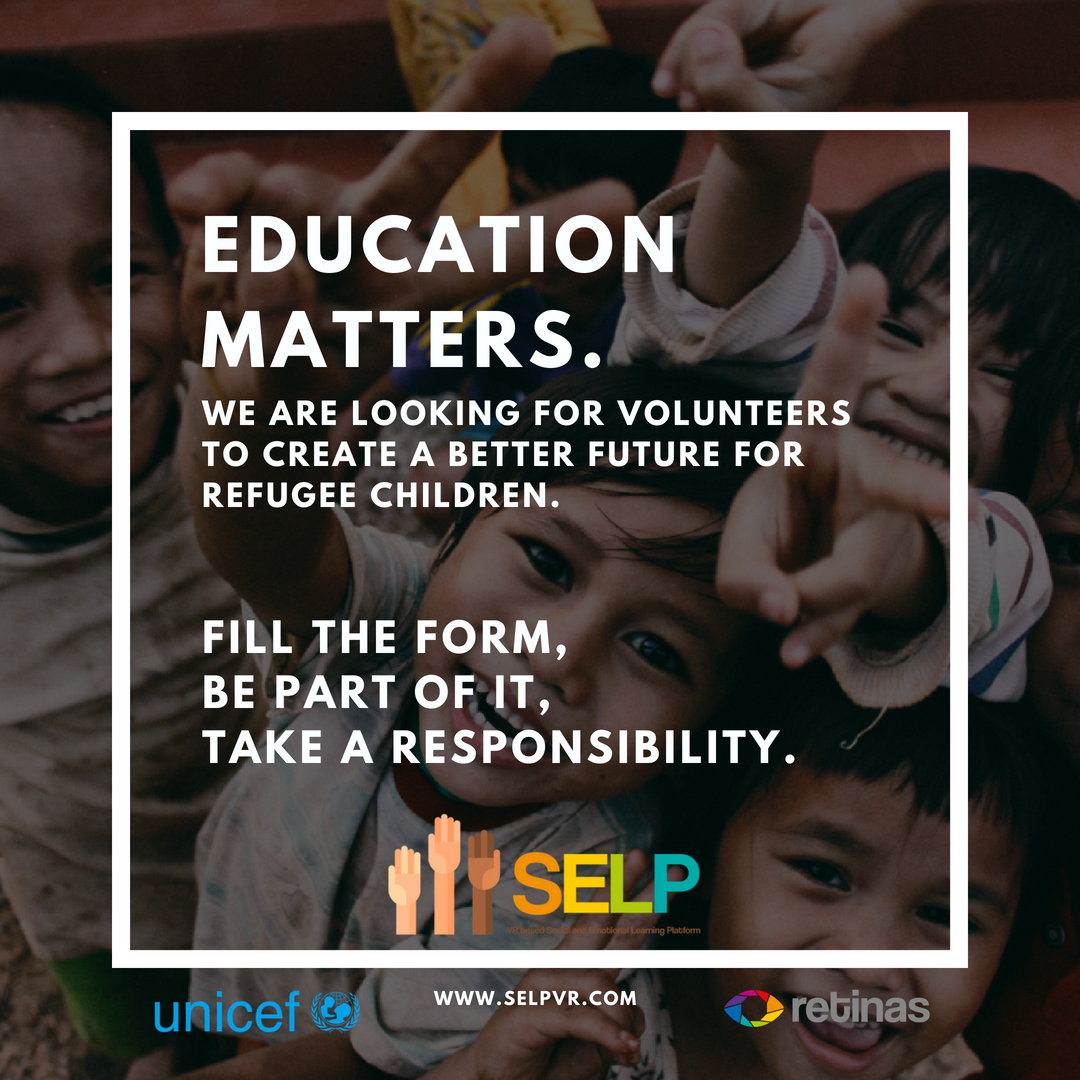 EDUCATION
MATTERS.
WE ARE LOOKING FOR VOLUNTEERS
TO CREATE A BETTER FUTURE FOR
REFUGEE CHILDREN.
FILL THE FORM,
BE PART OF IT,
TAKE A RESPONSIBILITY.
SELP
VR based Social and Emotional Learning Platform
unicef
WWW.SELPVR.COM
retinas